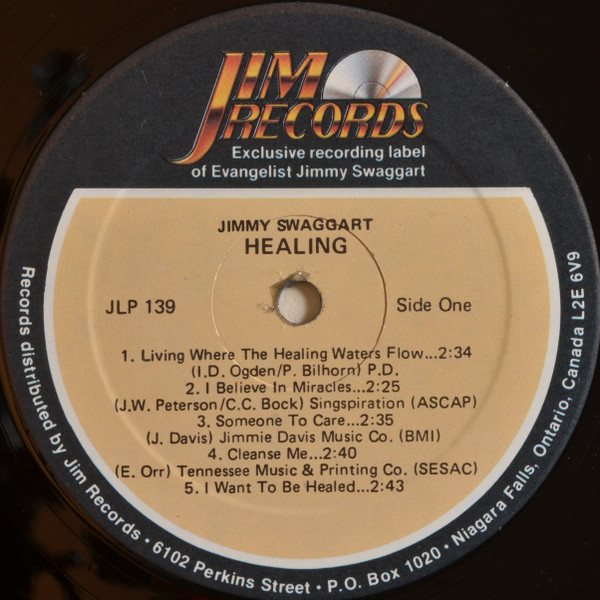 JIM
RECORDS
Exclusive recording label
of Evangelist Jimmy Swaggart
JIMMY SWAGGART
HEALING
JLP 139
Side One
1. Living Where The Healing Waters Flow...2:34
(I.D. Ogden/P. Bilhorn) P.D.
2. I Believe In Miracles...2:25
(J.W. Peterson/C.C. Bock) Singspiration (ASCAP)
3. Someone To Care...2:35
(J. Davis) Jimmie Davis Music Co. (BMI)
4. Cleanse Me...2:40
(E. Orr) Tennessee Music & Printing Co. (SESAC)
5. I Want To Be Healed...2:43
Records distributed by Jim Records • 6102 Perkins Street • P.O. Box 1020 • Niagara Falls, Ontario, Canada L2E 6V9